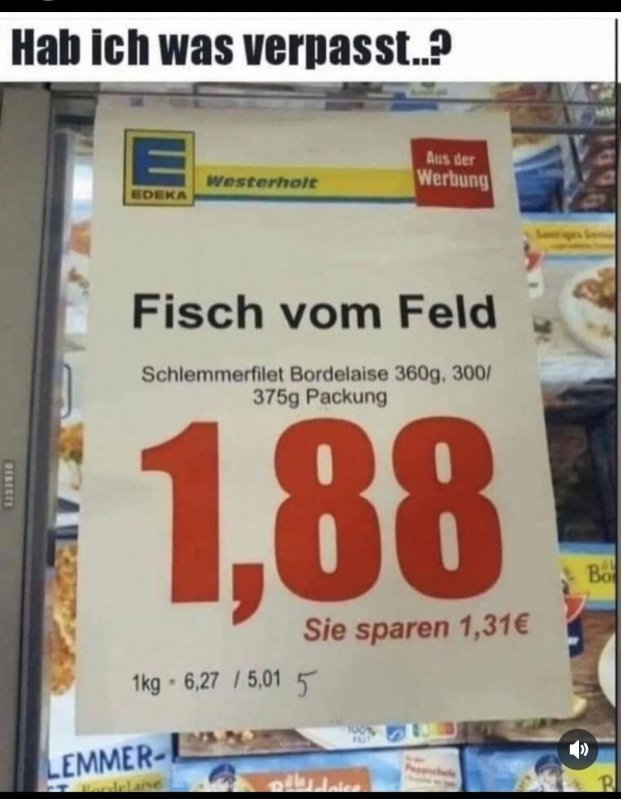 Hab ich was verpasst..?
E
EDEKA
Westerholt
Aus der
Werbung
Fisch vom Feld
Schlemmerfilet Bordelaise 360g, 300/
375g Packung
1,88
Sie sparen 1,31€
1kg = 6,27 / 5,01 5
LEMMER-